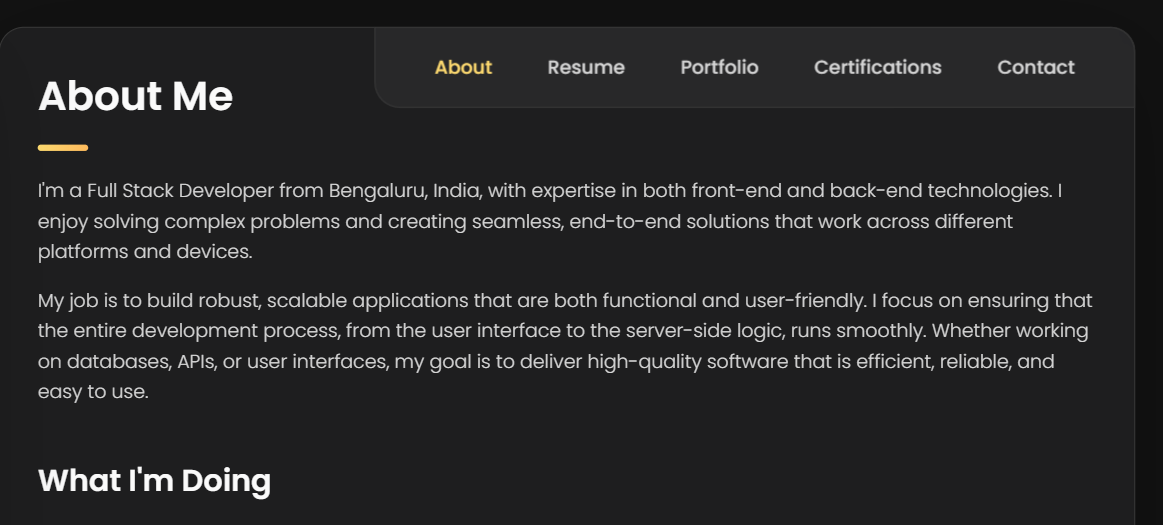 About Resume Portfolio Certifications Contact
About Me
I'm a Full Stack Developer from Bengaluru, India, with expertise in both front-end and back-end technologies. I
enjoy solving complex problems and creating seamless, end-to-end solutions that work across different
platforms and devices.
My job is to build robust, scalable applications that are both functional and user-friendly. I focus on ensuring that
the entire development process, from the user interface to the server-side logic, runs smoothly. Whether working
on databases, APIs, or user interfaces, my goal is to deliver high-quality software that is efficient, reliable, and
easy to use.
What I'm Doing